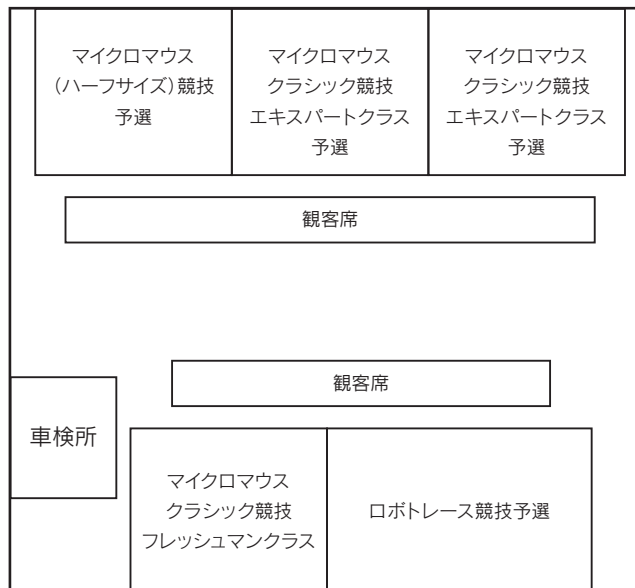 マイクロマウス
(ハーフサイズ)競技
予選
マイクロマウス
クラシック競技
エキスパートクラス
予選
マイクロマウス
クラシック競技
エキスパートクラス
予選
観客席
観客席
車検所
マイクロマウス
クラシック競技
フレッシュマンクラス
ロボトレース競技予選